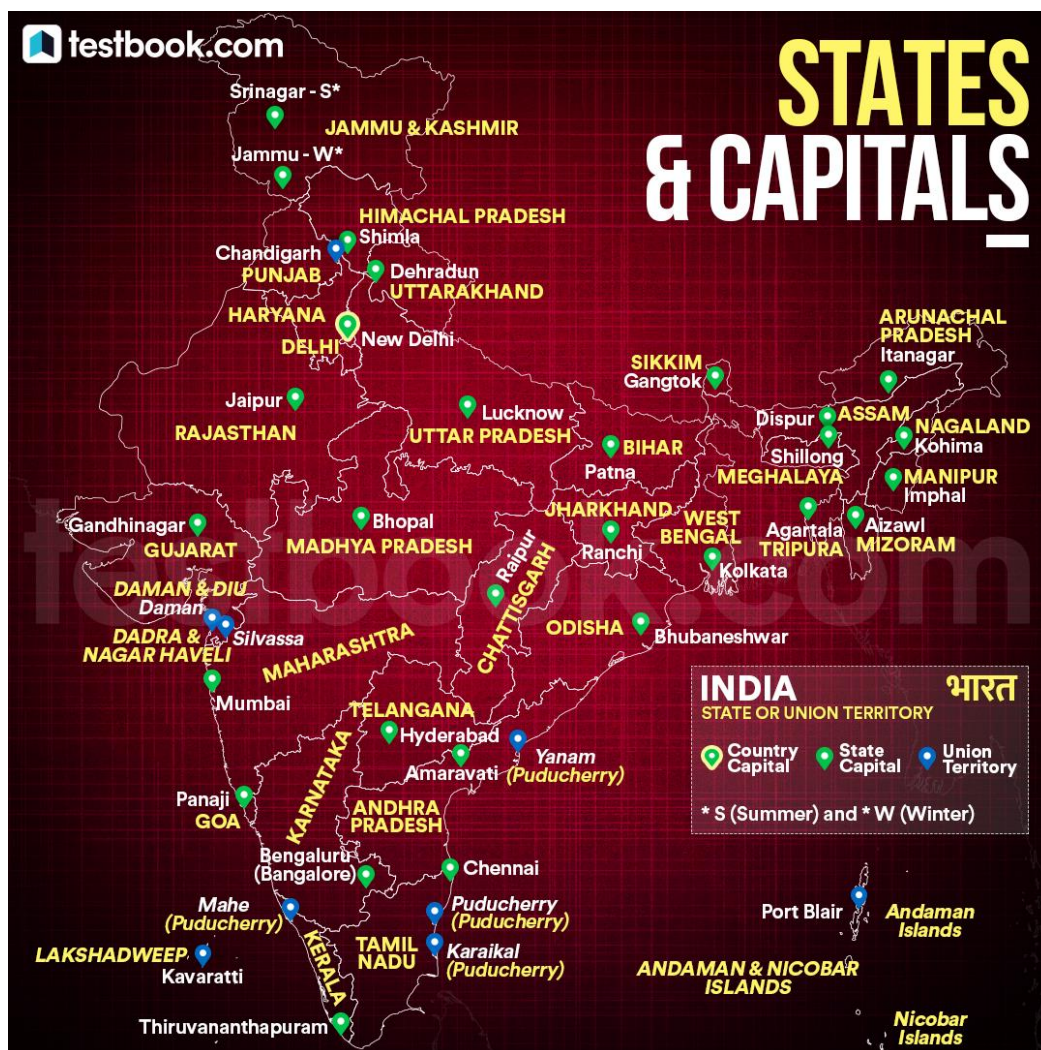 testbook.com
STATES
& CAPITALS
Srinagar - S*
JAMMU & KASHMIR
Jammu - W*
HIMACHAL PRADESH
Shimla
Chandigarh
PUNJAB
Dehradun
UTTARAKHAND
HARYANA
DELHI
New Delhi
ARUNACHAL
PRADESH
Itanagar
SIKKIM
Gangtok
Jaipur
RAJASTHAN
Lucknow
UTTAR PRADESH
BIHAR
Patna
Dispur
ASSAM
Shillong
MEGHALAYA
NAGALAND
Kohima
MANIPUR
Imphal
Gandhinagar
GUJARAT
Bhopal
MADHYA PRADESH
JHARKHAND
Ranchi
WEST
BENGAL
Kolkata
Agartala
TRIPURA
Aizawl
MIZORAM
testbook.com
DAMAN & DIU
Daman
DADRA &
NAGAR HAVELI
Silvassa
MAHARASHTRA
Mumbai
Raipur
CHATTISGARH
ODISHA
Bhubaneshwar
TELANGANA
Hyderabad
Amaravati
Yanam
(Puducherry)
INDIA
भारत
STATE OR UNION TERRITORY
Country
Capital
State
Capital
Union
Territory
* S (Summer) and * W (Winter)
Panaji
GOA
KARNATAKA
ANDHRA
PRADESH
Bengaluru
(Bangalore)
Chennai
Mahe
(Puducherry)
Puducherry
(Puducherry)
LAKSHADWEEP
Kavaratti
KERALA
TAMIL
NADU
Karaikal
(Puducherry)
Thiruvananthapuram
Port Blair
Andaman
Islands
ANDAMAN & NICOBAR
ISLANDS
Nicobar
Islands